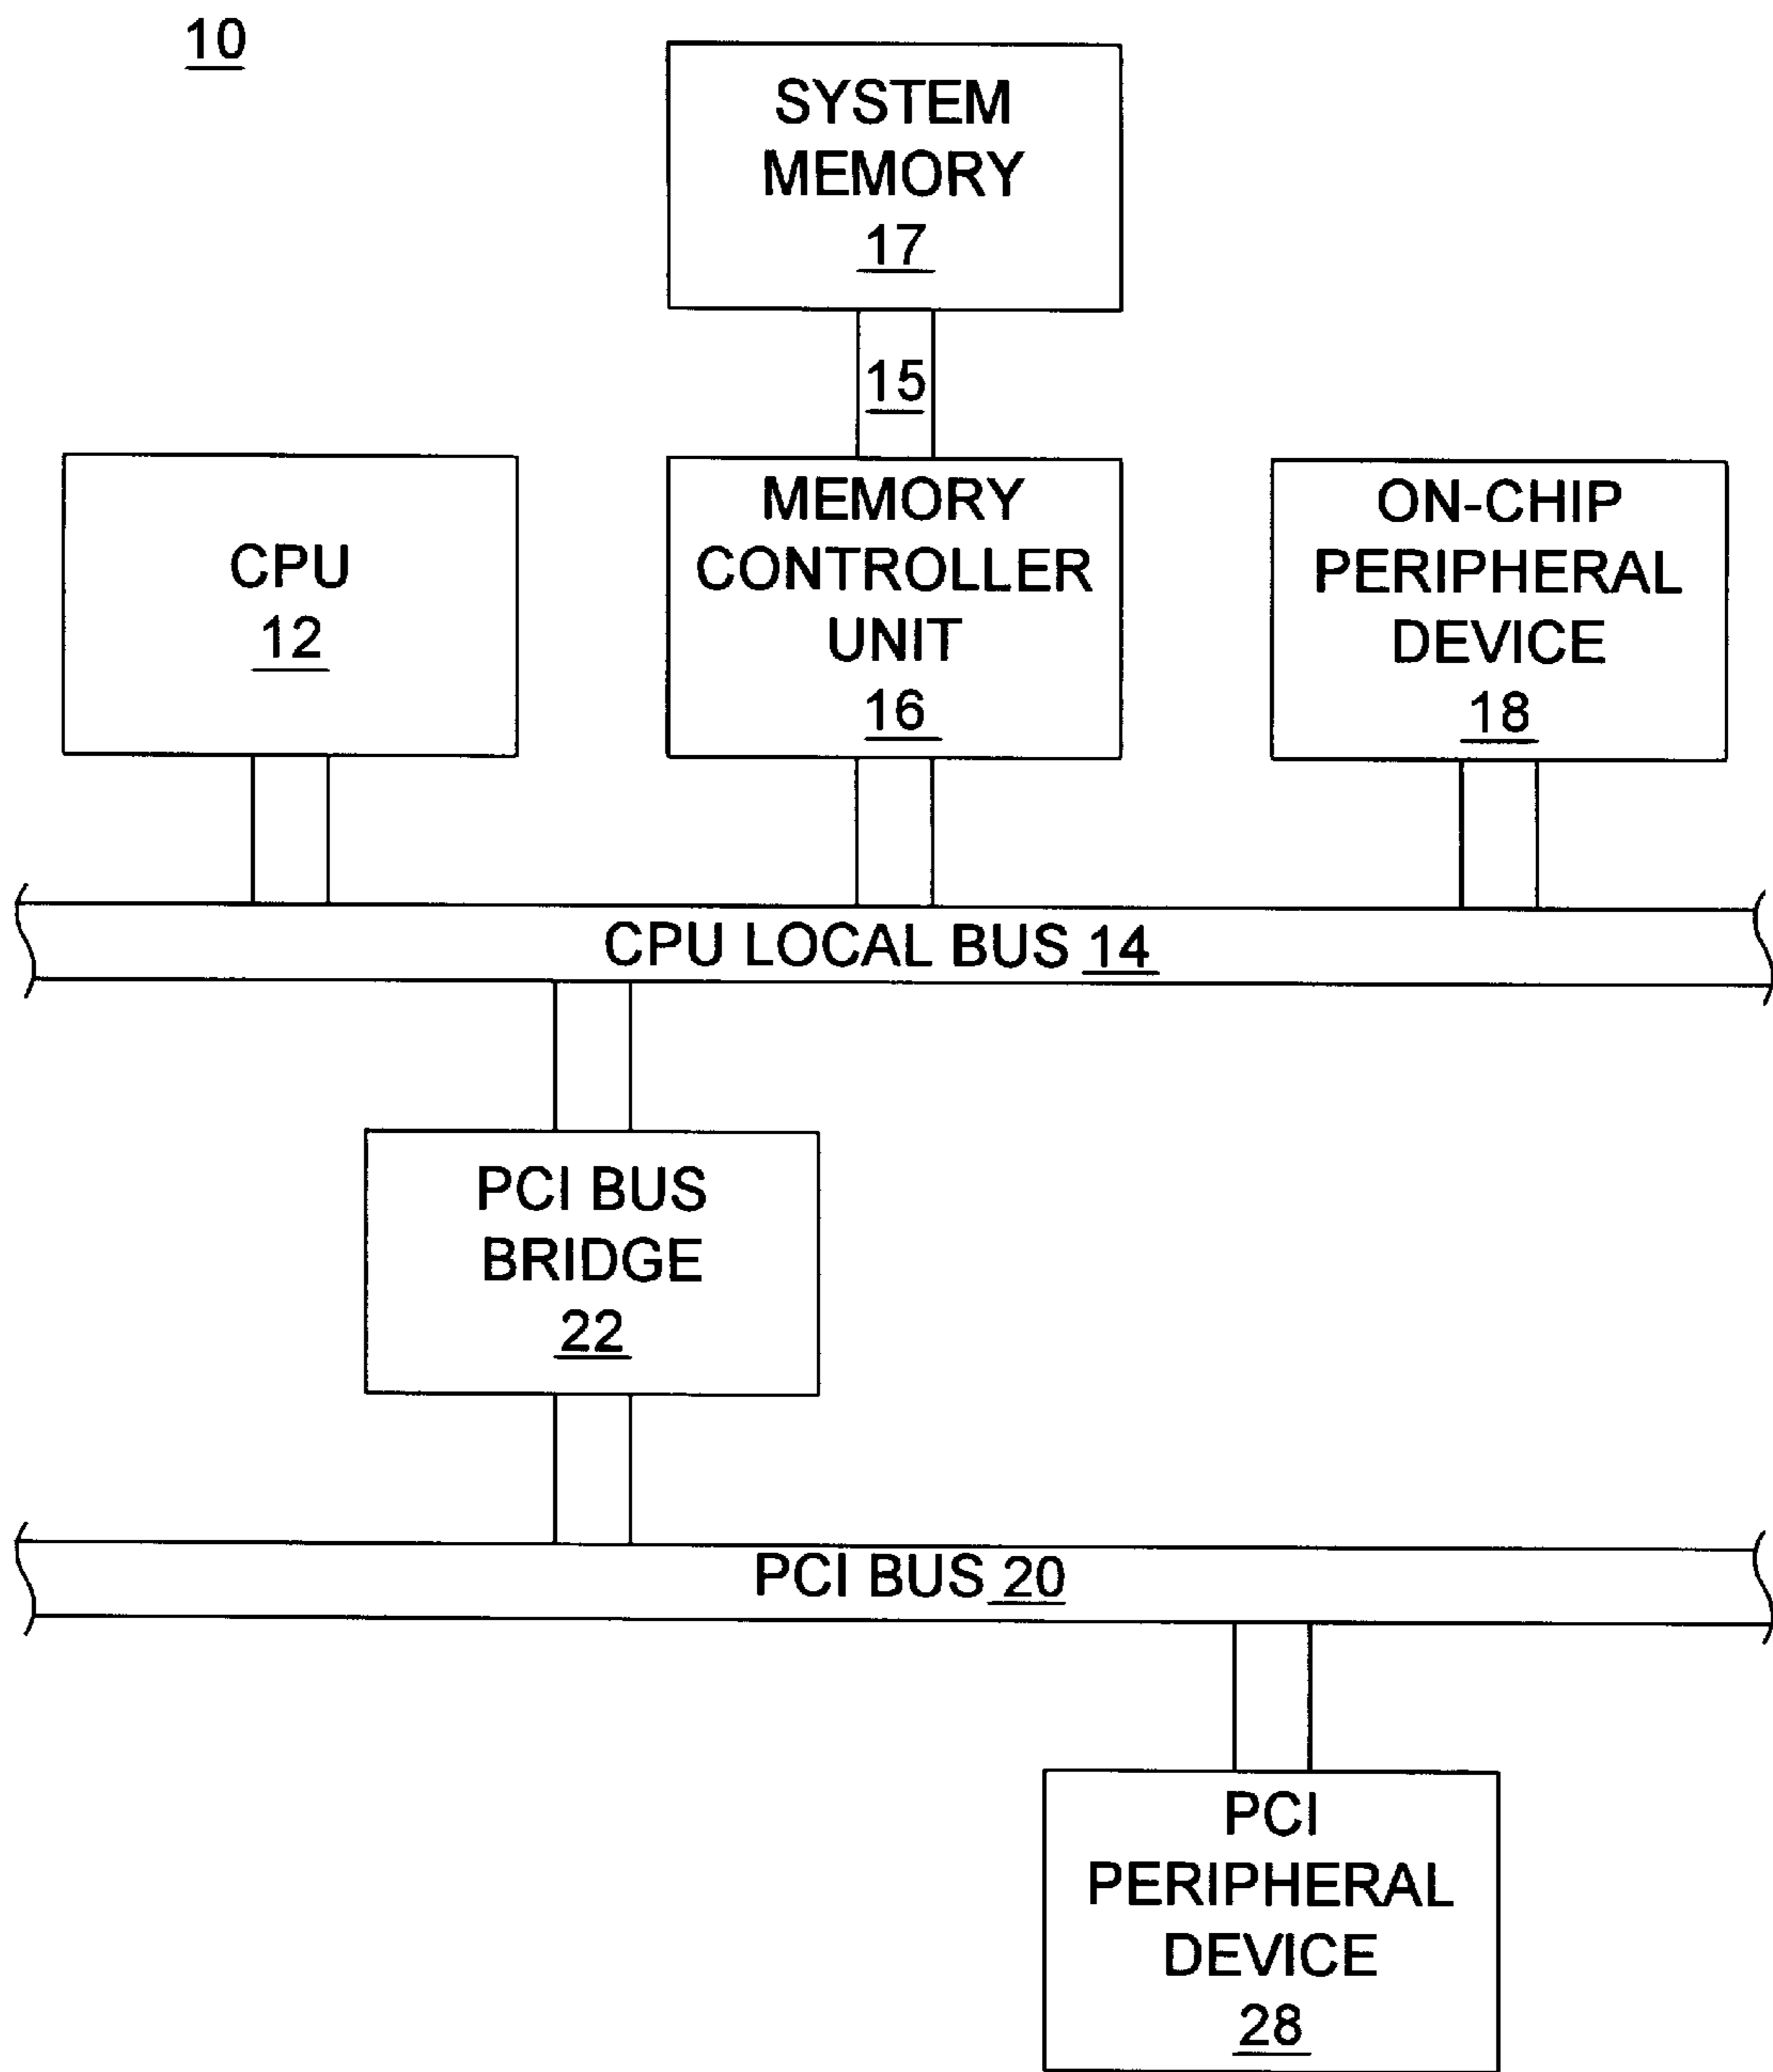 10
SYSTEM
MEMORY
17
15
CPU
12
MEMORY
CONTROLLER
UNIT
16
ON-CHIP
PERIPHERAL
DEVICE
18
CPU LOCAL BUS 14
PCI BUS
BRIDGE
22
PCI BUS 20
PCI
PERIPHERAL
DEVICE
28